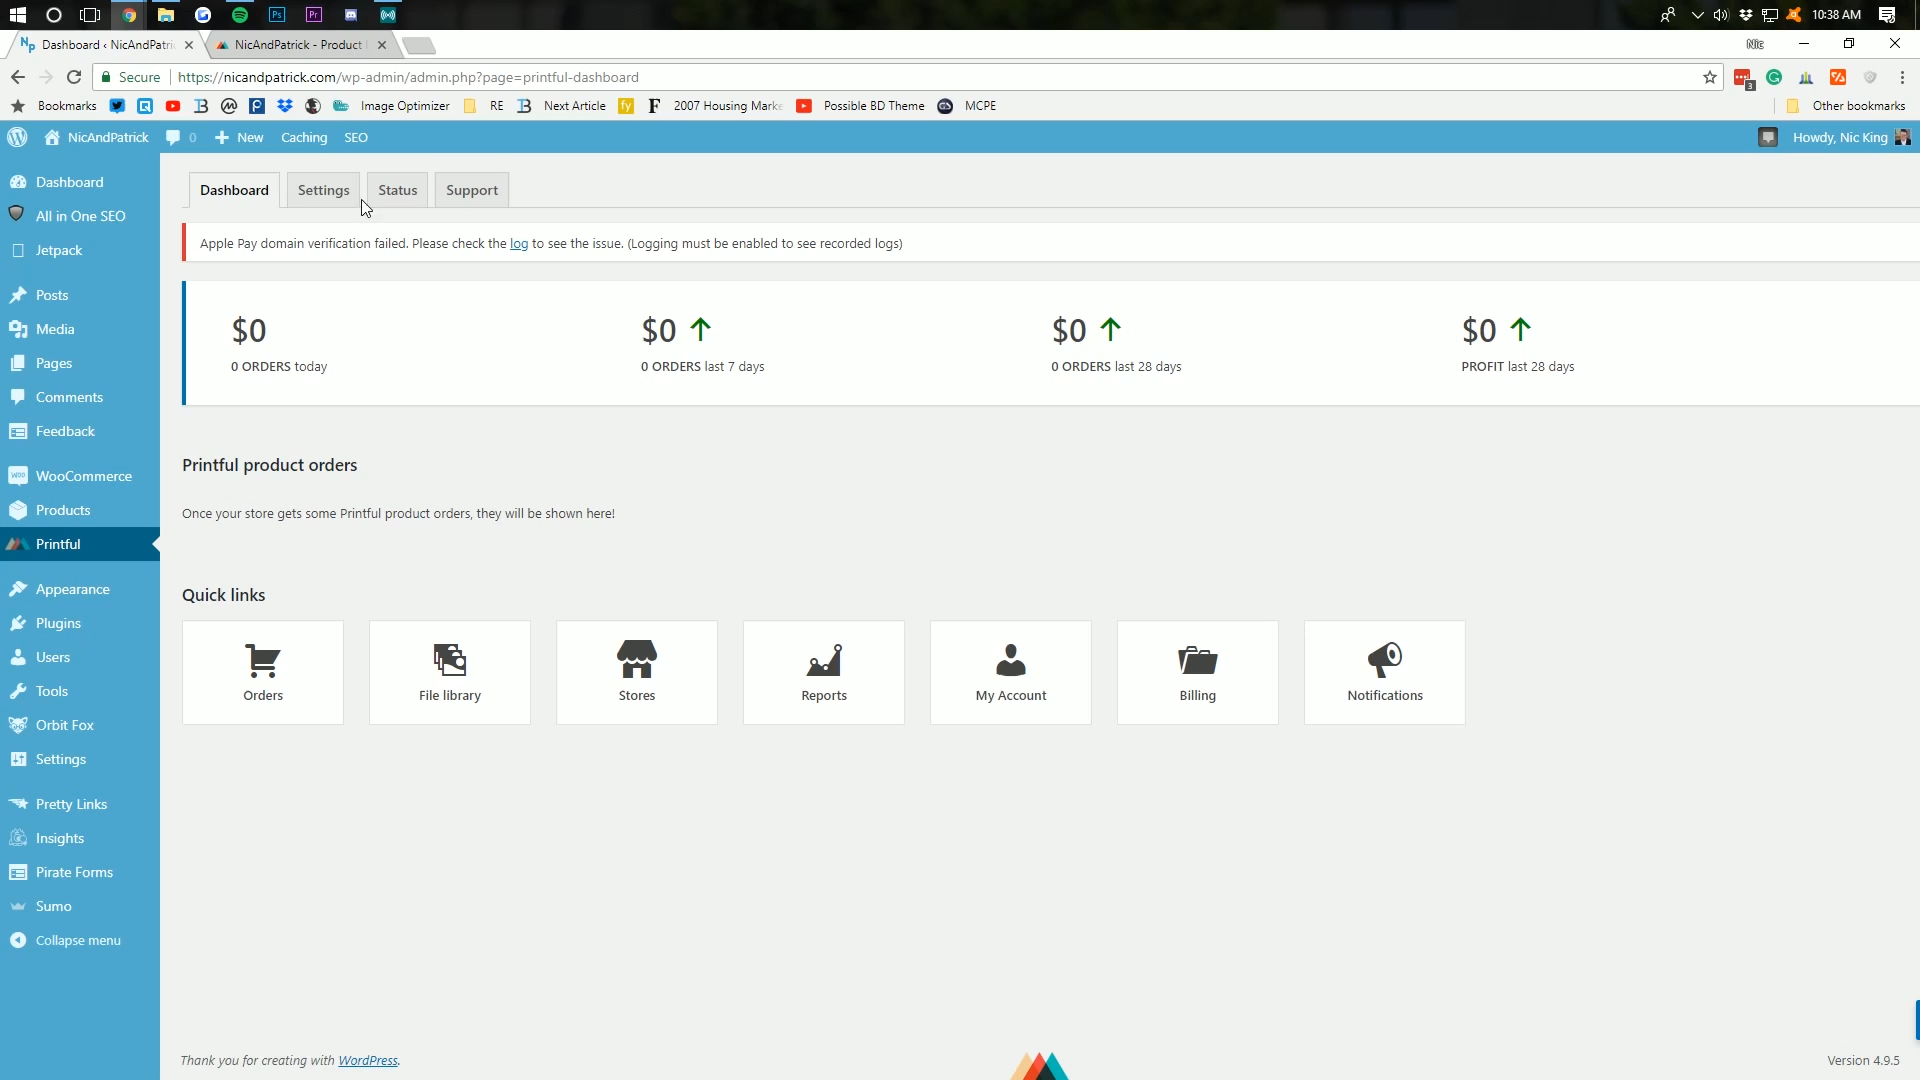 10:38 AM
Dashboard ‹ NicAndPatri
NicAndPatrick - Product
Nic
Secure
https://nicandpatrick.com/wp-admin/admin.php?page=printful-dashboard
3
Bookmarks
Image Optimizer
RE
Next Article
fy
F
2007 Housing Marke
Possible BD Theme
MCPE
Other bookmarks
NicAndPatrick
0
New
Caching
SEO
Howdy, Nic King
Dashboard
All in One SEO
Jetpack
Posts
Media
Pages
Comments
Feedback
WooCommerce
Products
Printful
Appearance
Plugins
Users
Tools
Orbit Fox
Settings
Pretty Links
Insights
Pirate Forms
Sumo
Collapse menu
Dashboard
Settings
Status
Support
Apple Pay domain verification failed. Please check the log to see the issue. (Logging must be enabled to see recorded logs)
$0
0 ORDERS today
$0
0 ORDERS last 7 days
$0
0 ORDERS last 28 days
$0
PROFIT last 28 days
Printful product orders
Once your store gets some Printful product orders, they will be shown here!
Quick links
Orders
File library
Stores
Reports
My Account
Billing
Notifications
Thank you for creating with WordPress.
Version 4.9.5